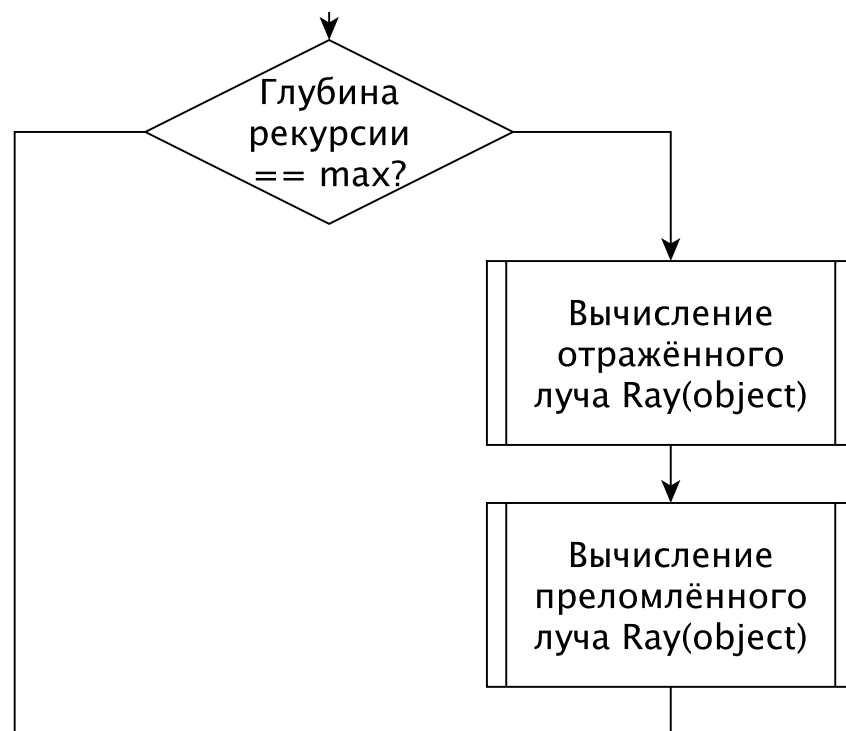 Глубина
рекурсии
== max?
Вычисление
отражённого
луча Ray(object)
Вычисление
преломлённого
луча Ray(object)